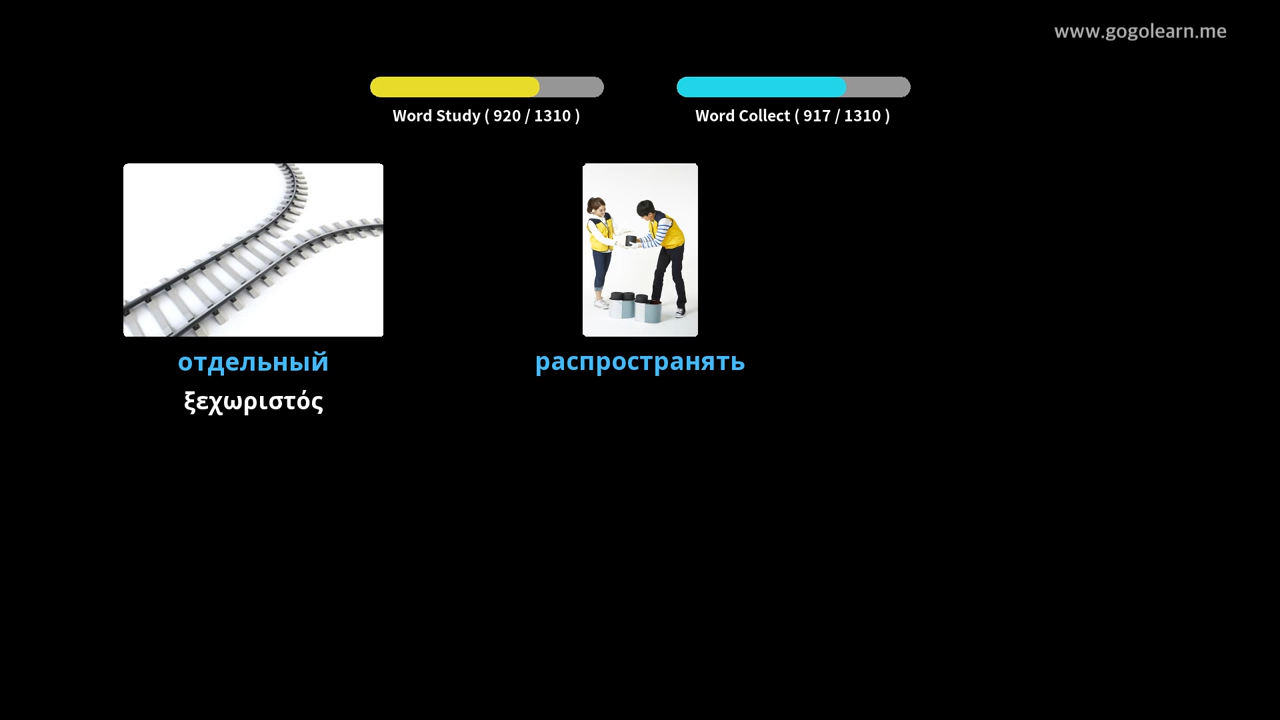 www.gogolearn.me
Word Study ( 920 / 1310 )
Word Collect ( 917 / 1310 )
отдельный
ξεχωριστός
распространять